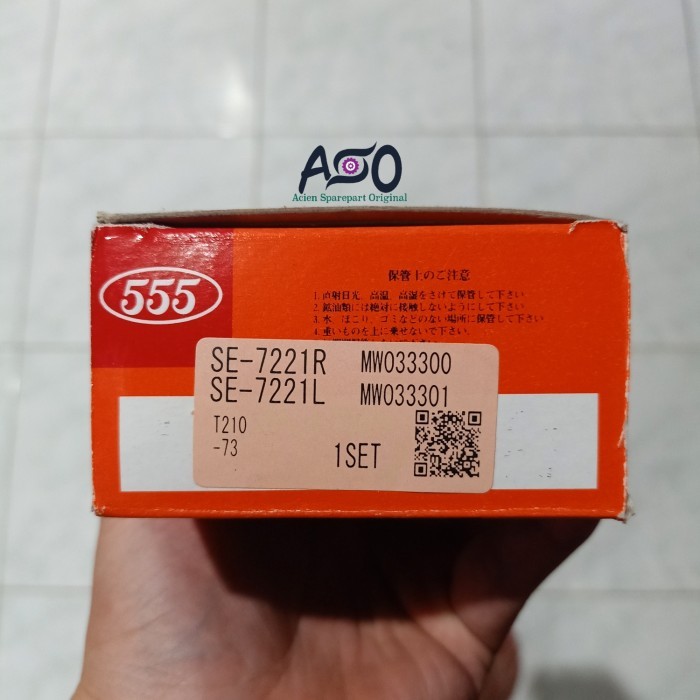 ASO
Acien Sparepart Original
555
保管上のご注意
1. 直射日光、高温、高湿をさけて保管して下さい
2. 鉱油類には絶対に接触しないようにして下さい
3. 水、ほこり、ゴミなどのない場所に保管して下さい
4. 重いものを上に乗せないで下さい
SE-7221R MW033300
SE-7221L MW033301
T210
-73
1SET